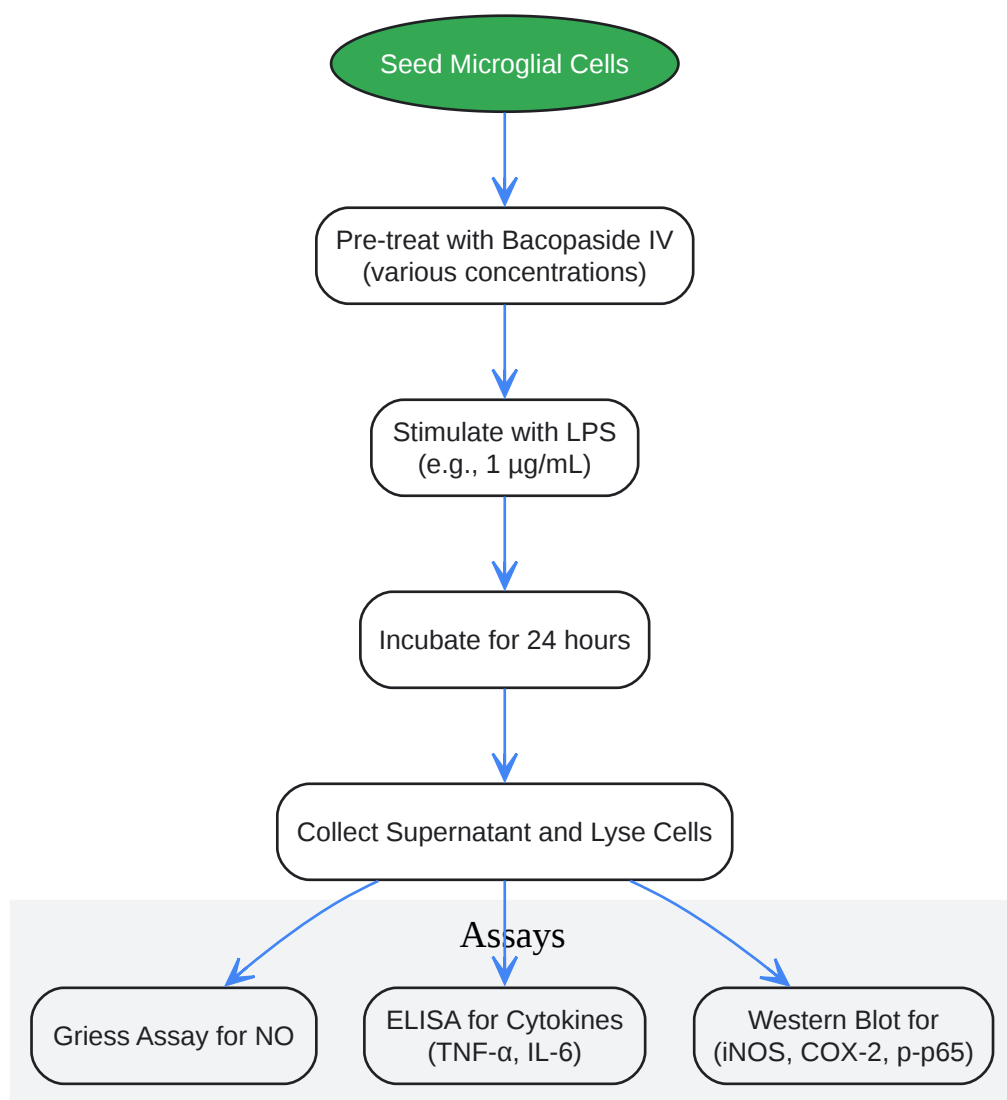 Seed Microglial Cells
Pre-treat with Bacopaside IV
(various concentrations)
Stimulate with LPS
(e.g., 1 µg/mL)
Incubate for 24 hours
Collect Supernatant and Lyse Cells
Assays
Griess Assay for NO
ELISA for Cytokines
(TNF-α, IL-6)
Western Blot for
(iNOS, COX-2, p-p65)